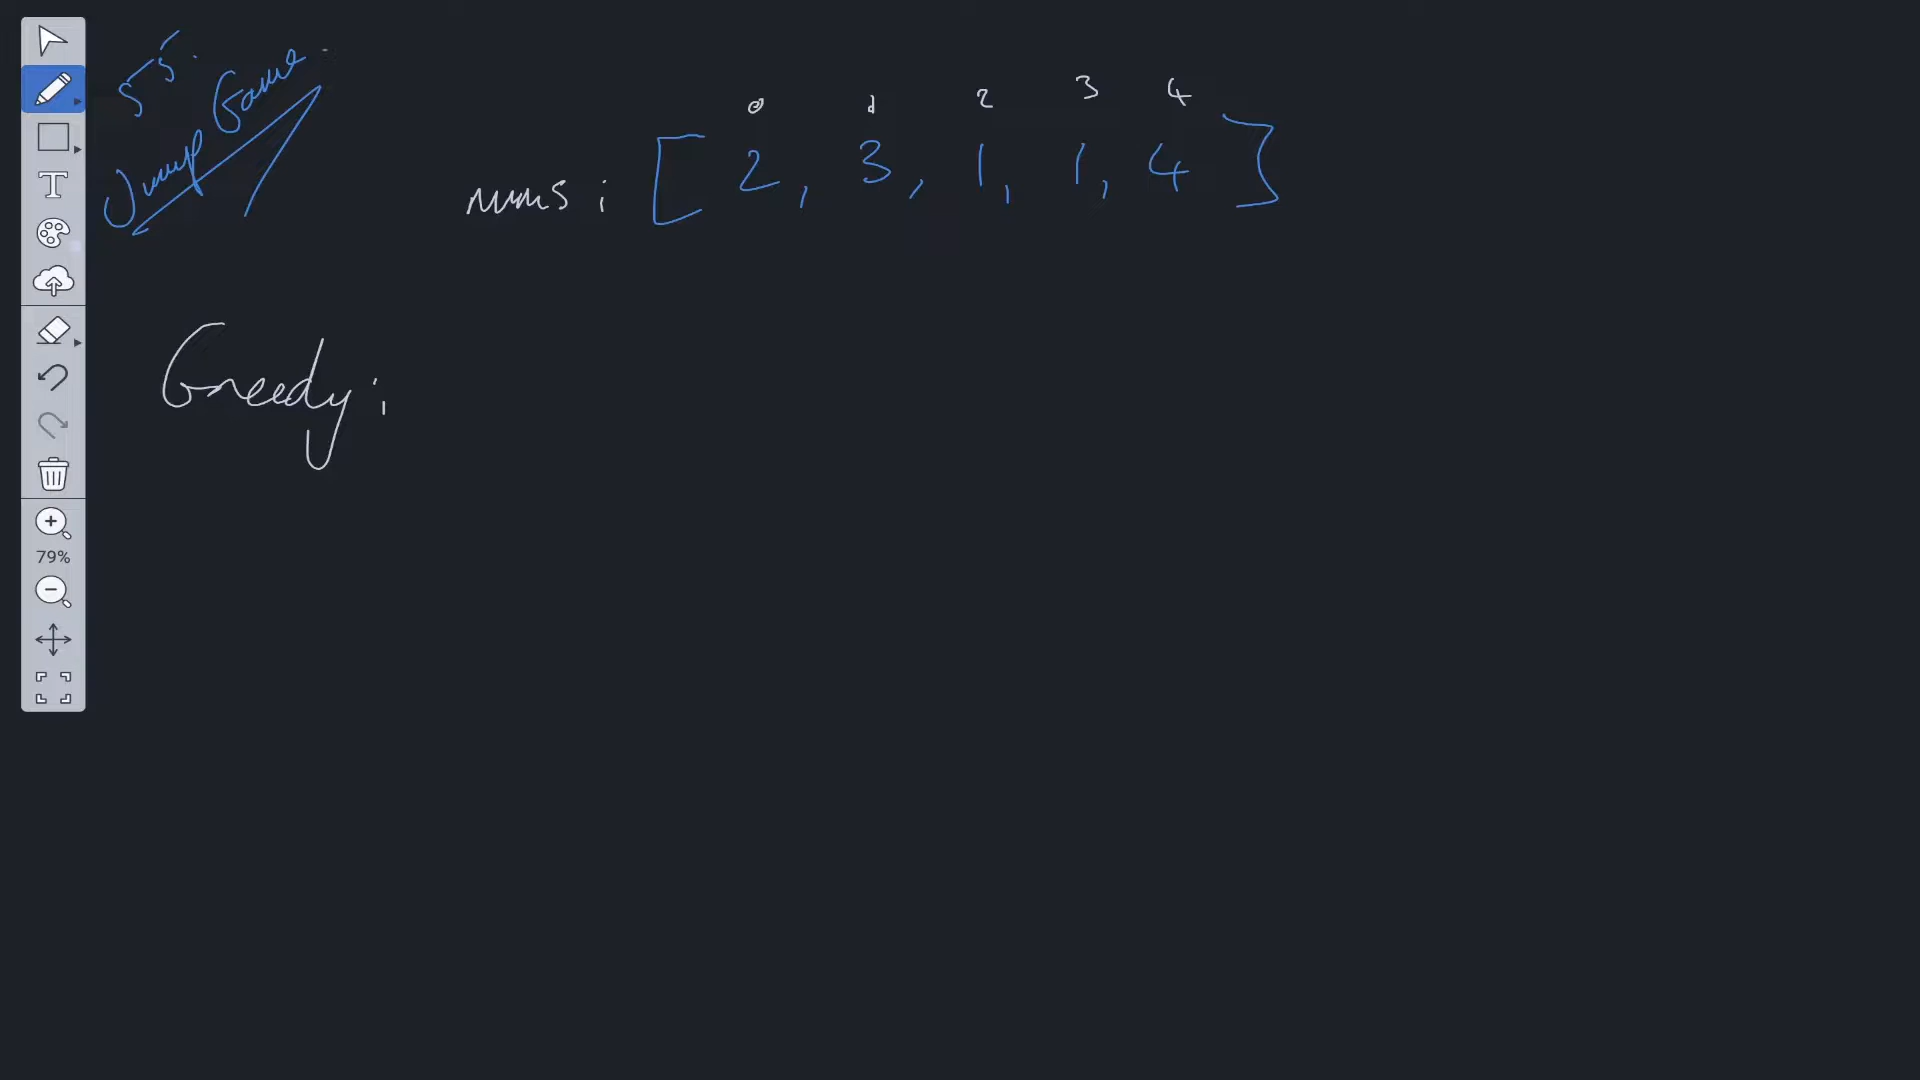 55.
Jump Game
0 1 2 3 4
nums : [ 2, 3, 1, 1, 4 ]
Greedy :
79%